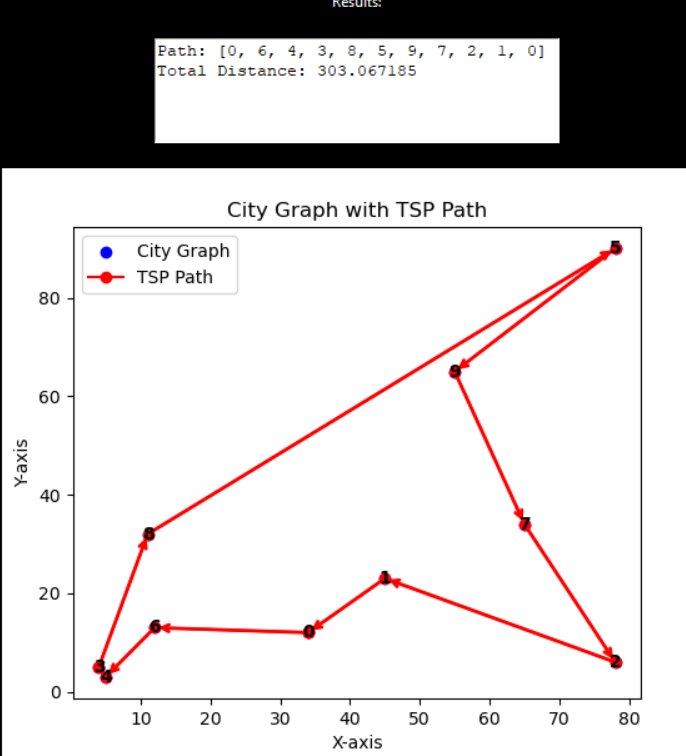 Results:
Path: [0, 6, 4, 3, 8, 5, 9, 7, 2, 1, 0]
Total Distance: 303.067185
City Graph with TSP Path
City Graph
TSP Path
5
80
9
60
Y-axis
40
8
7
20
1
6
0
3
4
2
0
10 20 30 40 50 60 70 80
X-axis